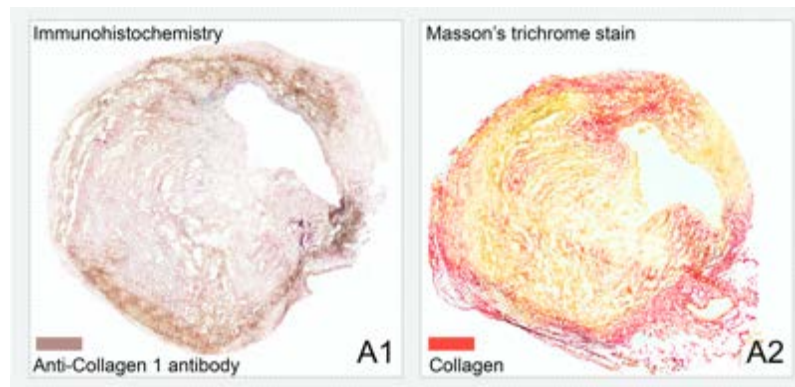 Immunohistochemistry
Anti-Collagen 1 antibody
A1
Masson's trichrome stain
Collagen
A2